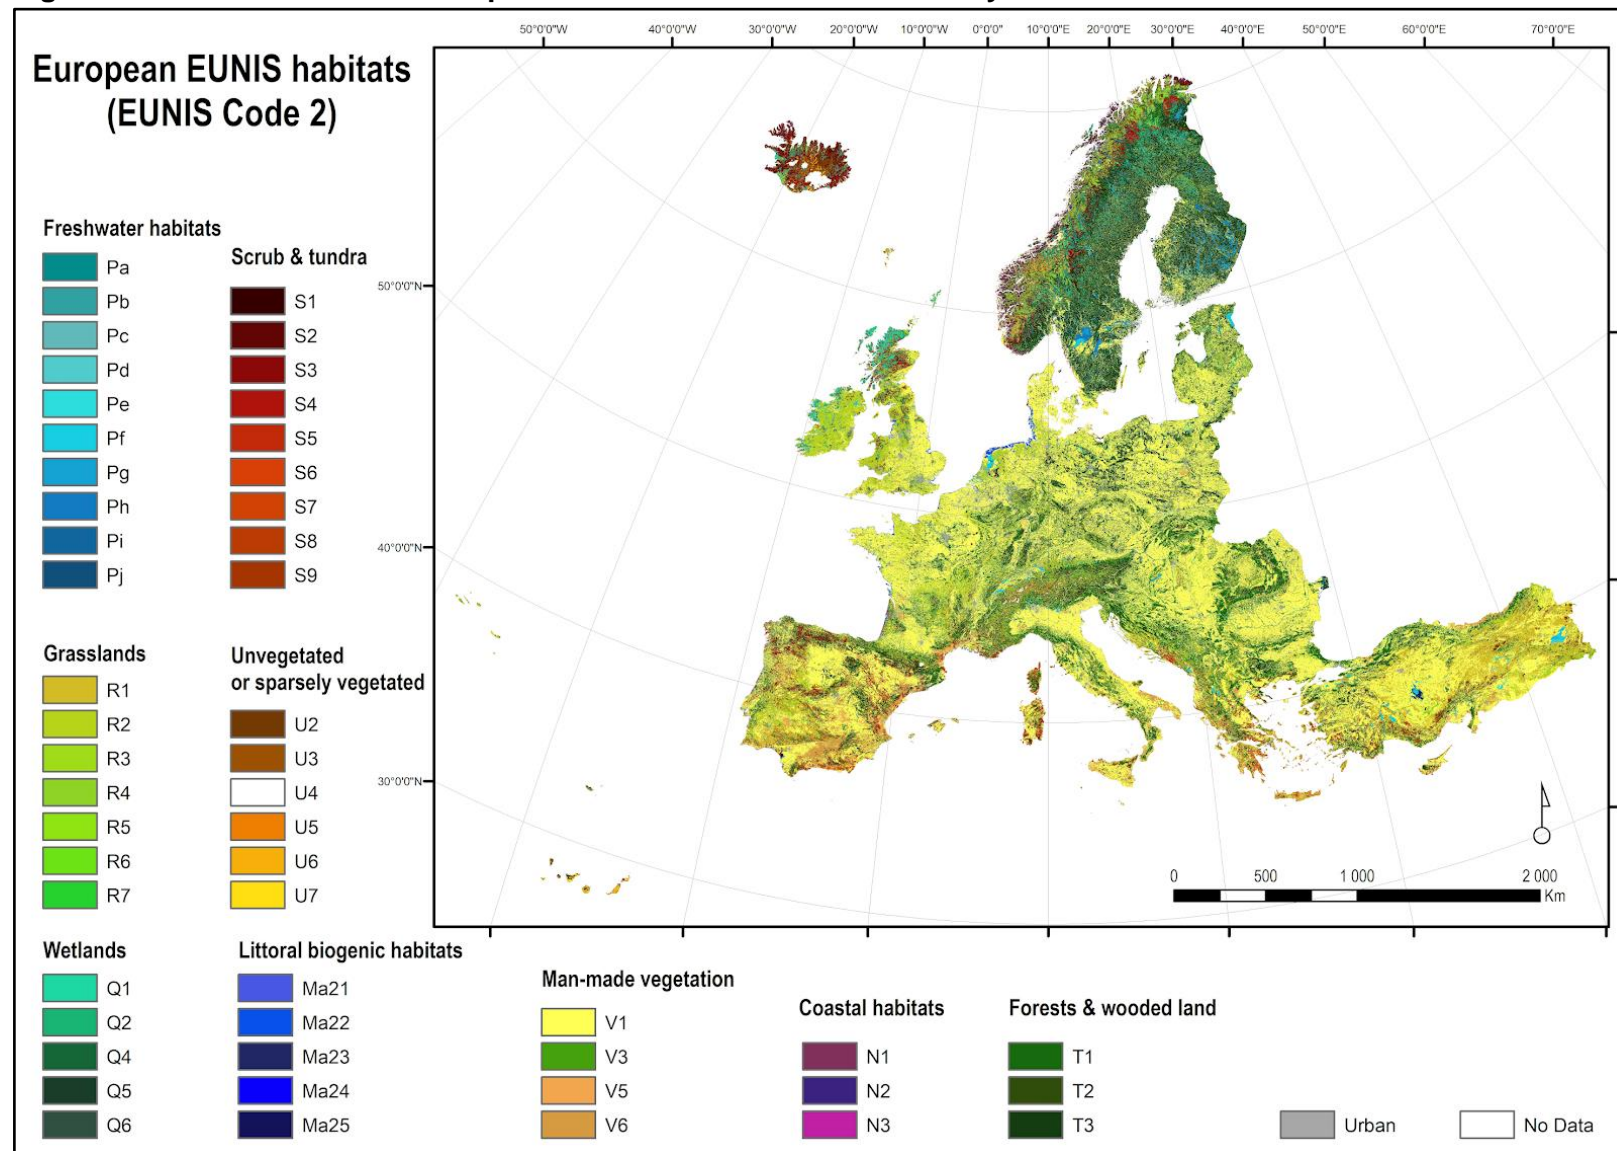 50°0'0"W 40°0'0"W 30°0'0"W 20°0'0"W 10°0'0"W 0°0'0" 10°0'0"E 20°0'0"E 30°0'0"E 40°0'0"E 50°0'0"E 60°0'0"E 70°0'0"E
European EUNIS habitats
(EUNIS Code 2)
50°0'0"N
40°0'0"N
30°0'0"N
Freshwater habitats
Pa
Pb
Pc
Pd
Pe
Pf
Pg
Ph
Pi
Pj
Scrub & tundra
S1
S2
S3
S4
S5
S6
S7
S8
S9
Grasslands
R1
R2
R3
R4
R5
R6
R7
Unvegetated
or sparsely vegetated
U2
U3
U4
U5
U6
U7
0 500 1 000 2 000
Km
Wetlands
Q1
Q2
Q4
Q5
Q6
Littoral biogenic habitats
Ma21
Ma22
Ma23
Ma24
Ma25
Man-made vegetation
V1
V3
V5
V6
Coastal habitats
N1
N2
N3
Forests & wooded land
T1
T2
T3
Urban
No Data